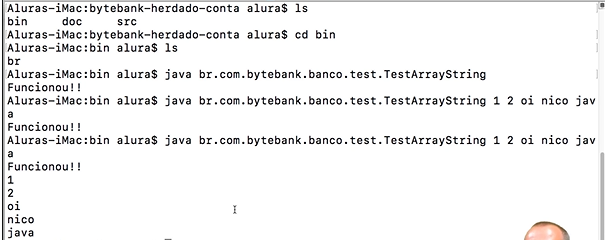 Aluras-iMac:bytebank-herdado-conta alura$ ls
bin doc src
Aluras-iMac:bytebank-herdado-conta alura$ cd bin
Aluras-iMac:bin alura$ ls
br
Aluras-iMac:bin alura$ java br.com.bytebank.banco.test.TestArrayString
Funcionou!!
Aluras-iMac:bin alura$ java br.com.bytebank.banco.test.TestArrayString 1 2 oi nico jav
a
Funcionou!!
Aluras-iMac:bin alura$ java br.com.bytebank.banco.test.TestArrayString 1 2 oi nico jav
a
Funcionou!!
1
2
oi
nico
java